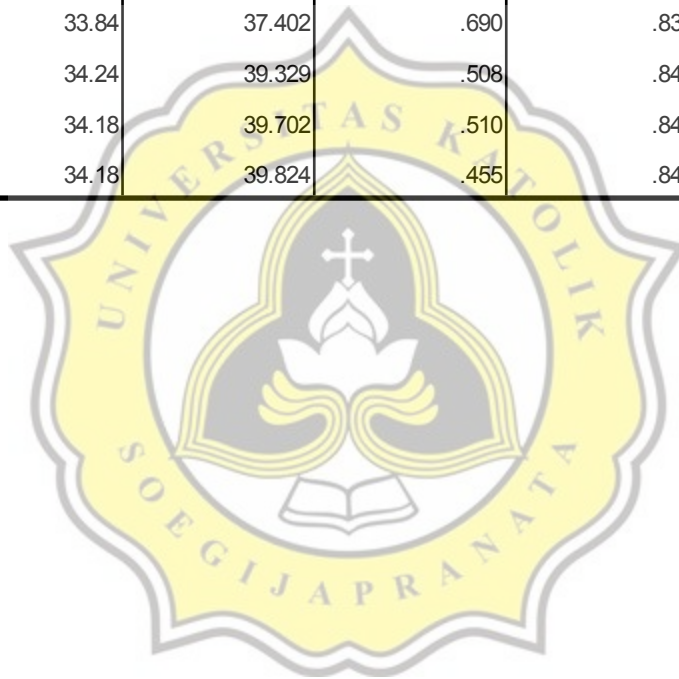 33.84 37.402 .690 .83
34.24 39.329 .508 .84
34.18 39.702 .510 .84
34.18 39.824 .455 .84
UNIVERSITAS KATOLIK
SOEGIJAPRANATA